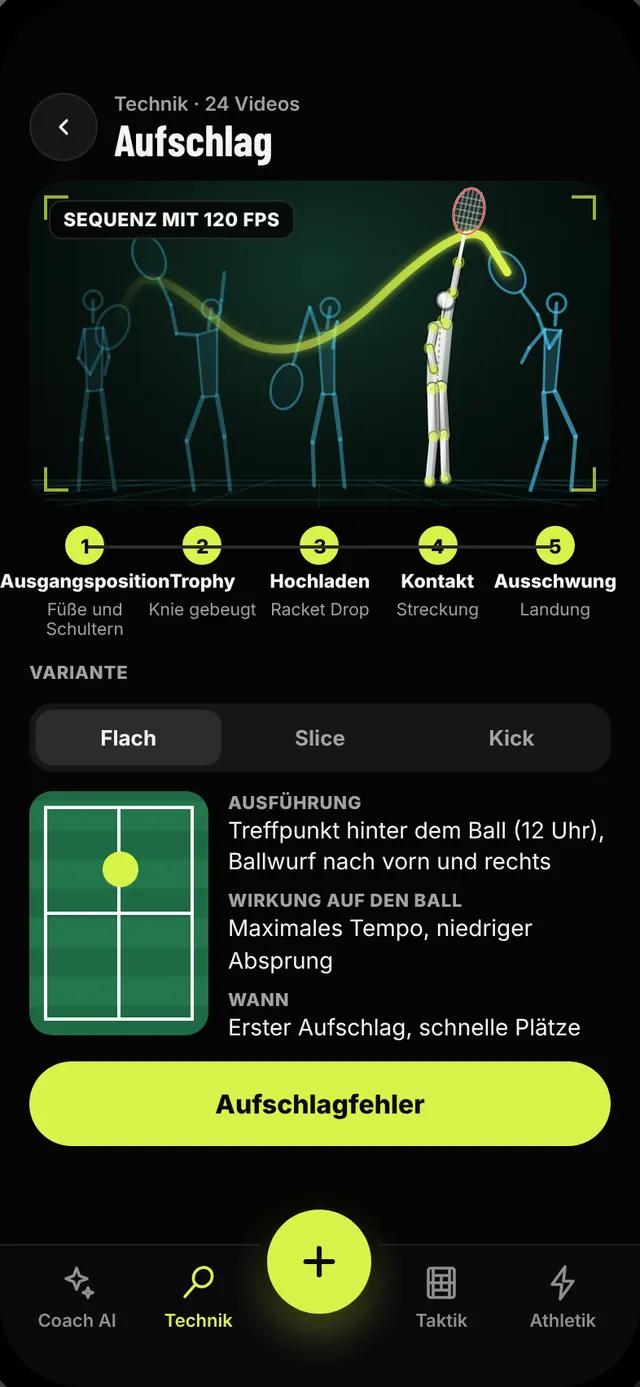 Technik · 24 Videos
Aufschlag
SEQUENZ MIT 120 FPS
1 2 3 4 5
Ausgangsposition Trophy Hochladen Kontakt Ausschwung
Füße und Schultern Knie gebeugt Racket Drop Streckung Landung
VARIANTE
Flach Slice Kick
AUSFÜHRUNG
Treffpunkt hinter dem Ball (12 Uhr),
Ballwurf nach vorn und rechts
WIRKUNG AUF DEN BALL
Maximales Tempo, niedriger
Absprung
WANN
Erster Aufschlag, schnelle Plätze
Aufschlagfehler
Coach AI Technik Taktik Athletik